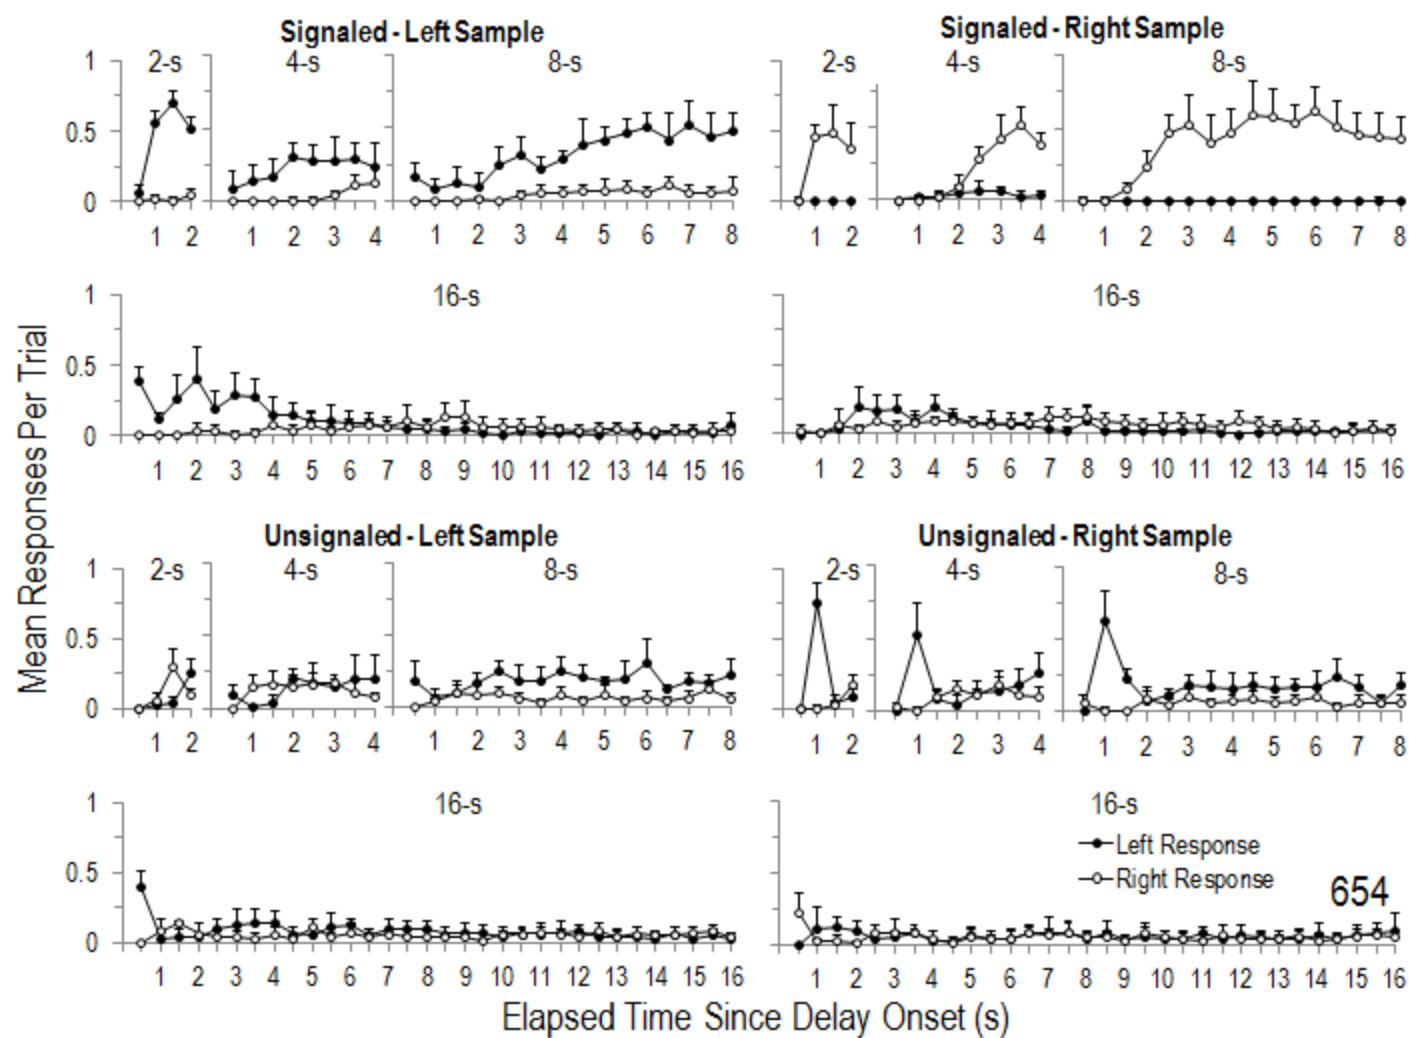 Signaled - Left Sample
Signaled - Right Sample
2-s 4-s 8-s
2-s 4-s 8-s
1
0.5
0
1 2 1 2 3 4 1 2 3 4 5 6 7 8
1 2 1 2 3 4 1 2 3 4 5 6 7 8
16-s
16-s
1
0.5
0
1 2 3 4 5 6 7 8 9 10 11 12 13 14 15 16
1 2 3 4 5 6 7 8 9 10 11 12 13 14 15 16
Mean Responses Per Trial
Unsignaled - Left Sample
Unsignaled - Right Sample
2-s 4-s 8-s
2-s 4-s 8-s
1
0.5
0
1 2 1 2 3 4 1 2 3 4 5 6 7 8
1 2 1 2 3 4 1 2 3 4 5 6 7 8
16-s
16-s
1
0.5
0
Left Response
Right Response
654
1 2 3 4 5 6 7 8 9 10 11 12 13 14 15 16
1 2 3 4 5 6 7 8 9 10 11 12 13 14 15 16
Elapsed Time Since Delay Onset (s)